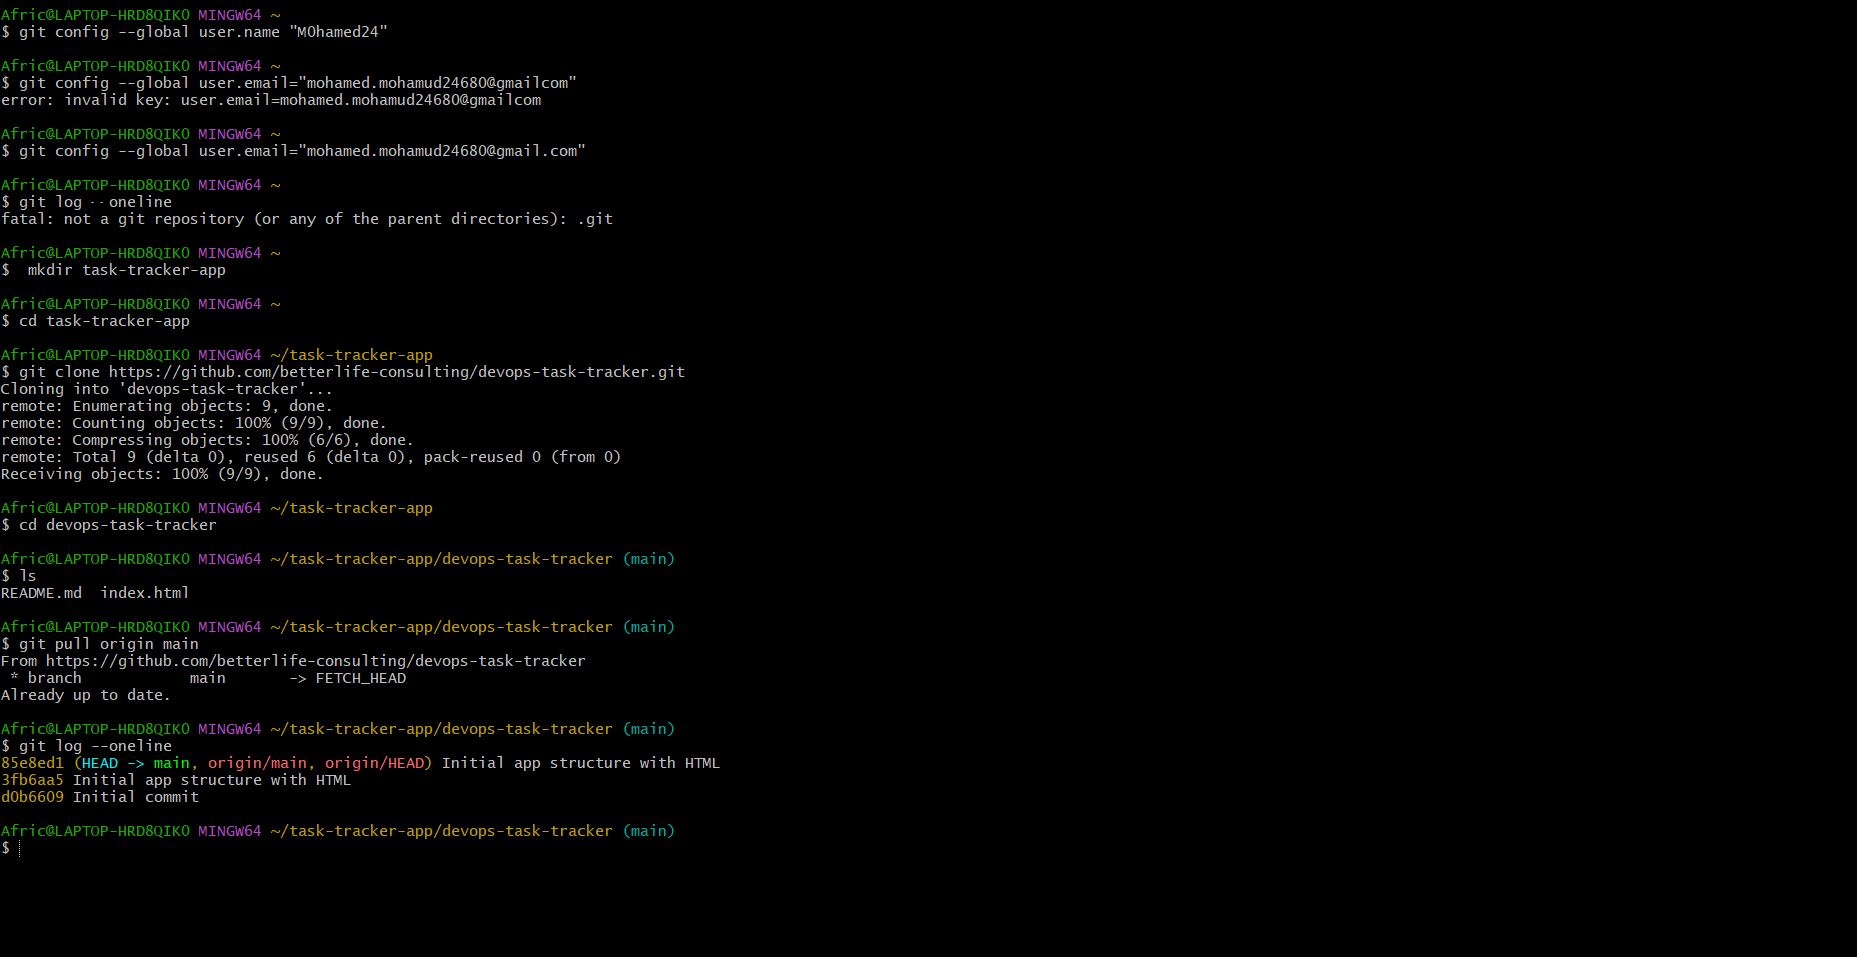 Afric@LAPTOP-HRD8QIKO MINGW64 ~
$ git config --global user.name "MOhamed24"
Afric@LAPTOP-HRD8QIKO MINGW64 ~
$ git config --global user.email="mohamed.mohamud24680@gmailcom"
error: invalid key: user.email=mohamed.mohamud24680@gmailcom
Afric@LAPTOP-HRD8QIKO MINGW64 ~
$ git config --global user.email="mohamed.mohamud24680@gmail.com"
Afric@LAPTOP-HRD8QIKO MINGW64 ~
$ git log --oneline
fatal: not a git repository (or any of the parent directories): .git
Afric@LAPTOP-HRD8QIKO MINGW64 ~
$  mkdir task-tracker-app
Afric@LAPTOP-HRD8QIKO MINGW64 ~
$ cd task-tracker-app
Afric@LAPTOP-HRD8QIKO MINGW64 ~/task-tracker-app
$ git clone https://github.com/betterlife-consulting/devops-task-tracker.git
Cloning into 'devops-task-tracker'...
remote: Enumerating objects: 9, done.
remote: Counting objects: 100% (9/9), done.
remote: Compressing objects: 100% (6/6), done.
remote: Total 9 (delta 0), reused 6 (delta 0), pack-reused 0 (from 0)
Receiving objects: 100% (9/9), done.
Afric@LAPTOP-HRD8QIKO MINGW64 ~/task-tracker-app
$ cd devops-task-tracker
Afric@LAPTOP-HRD8QIKO MINGW64 ~/task-tracker-app/devops-task-tracker (main)
$ ls
README.md  index.html
Afric@LAPTOP-HRD8QIKO MINGW64 ~/task-tracker-app/devops-task-tracker (main)
$ git pull origin main
From https://github.com/betterlife-consulting/devops-task-tracker
 * branch            main       -> FETCH_HEAD
Already up to date.
Afric@LAPTOP-HRD8QIKO MINGW64 ~/task-tracker-app/devops-task-tracker (main)
$ git log --oneline
85e8ed1 (HEAD -> main, origin/main, origin/HEAD) Initial app structure with HTML
3fb6aa5 Initial app structure with HTML
d0b6609 Initial commit
Afric@LAPTOP-HRD8QIKO MINGW64 ~/task-tracker-app/devops-task-tracker (main)
$